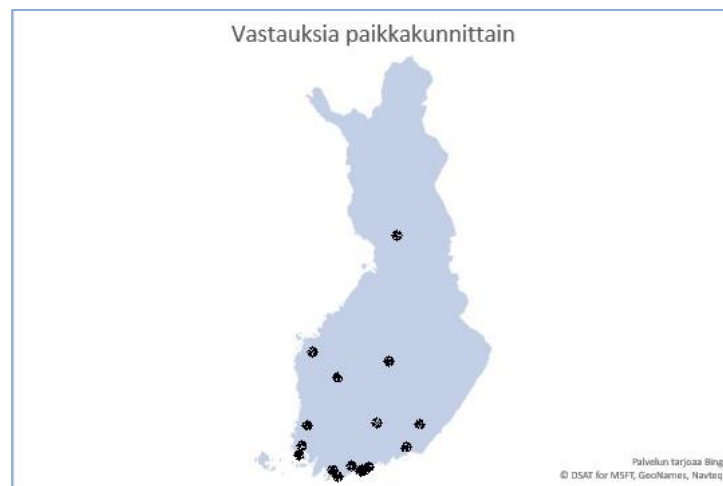 Vastauksia paikkakunnittain
Palvelun tarjoaa Bing
© DSAT for MSFT, GeoNames, Navteq